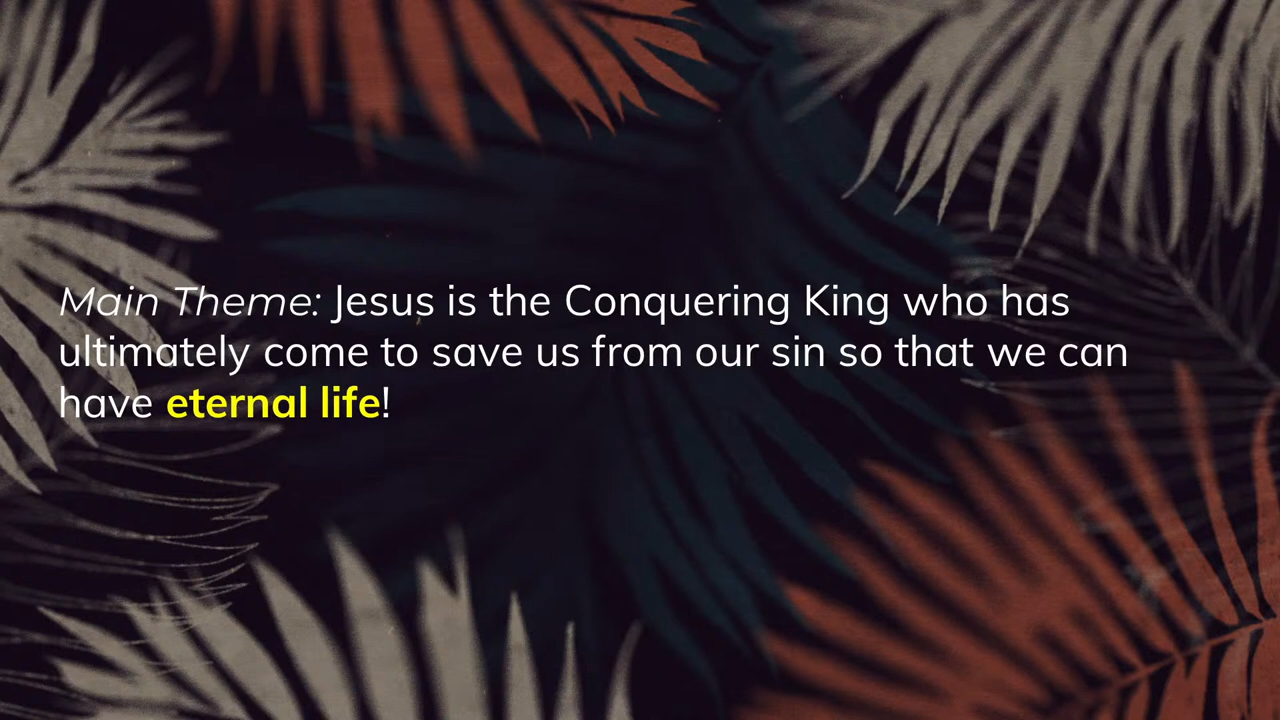 Main Theme: Jesus is the Conquering King who has
ultimately come to save us from our sin so that we can
have eternal life!